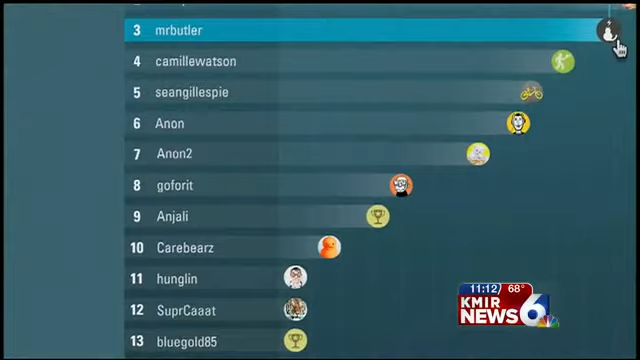 3 mrbutler
4 camillewatson
5 seangillespie
6 Anon
7 Anon2
8 goforit
9 Anjali
10 Carebearz
11 hunglin
12 SuprCaaat
13 bluegold85
11:12 68°
KMIR
NEWS 6